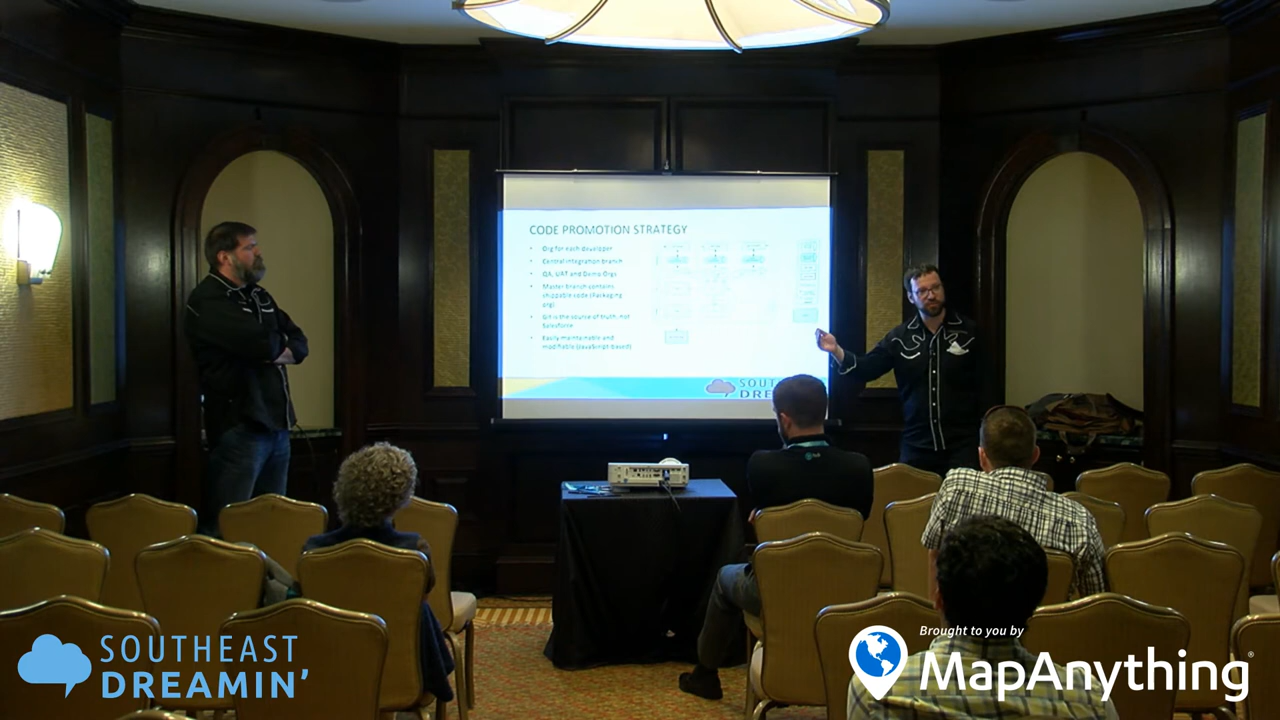 CODE PROMOTION STRATEGY
• Org for each developer
• Central integration branch
• QA, UAT and Demo Orgs
• Master branch contains
shippable code (Packaging
org)
• Git is the source of truth, not
Salesforce
• Easily maintainable and
modifiable (JavaScript based)
SOUT
DRE
SOUTHEAST
DREAMIN'
Brought to you by
MapAnything®